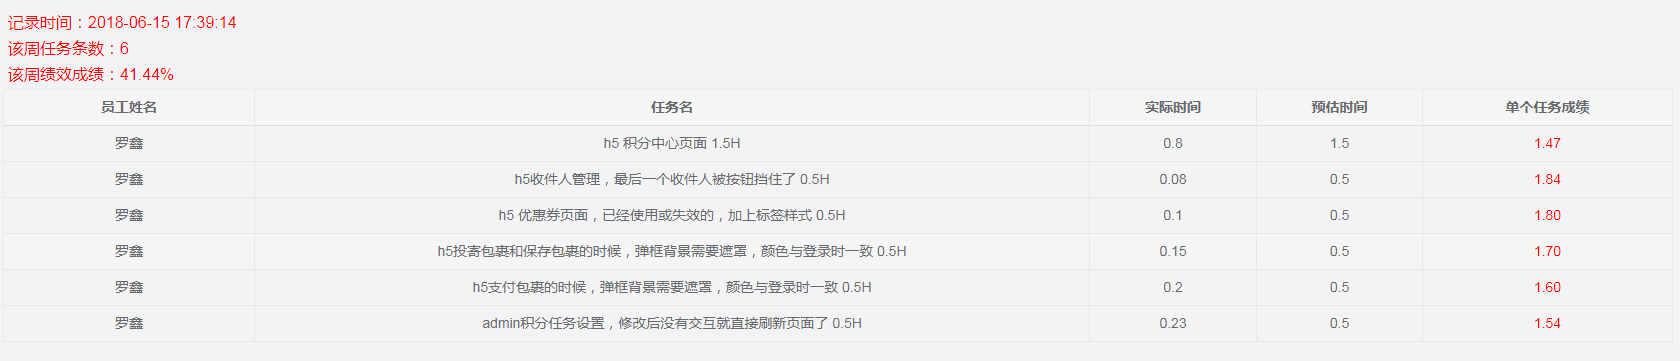 记录时间：2018-06-15 17:39:14
该周任务条数：6
该周绩效成绩：41.44%
员工姓名 任务名 实际时间 预估时间 单个任务成绩
罗鑫 h5 积分中心页面 1.5H 0.8 1.5 1.47
罗鑫 h5收件人管理，最后一个收件人被按钮挡住了 0.5H 0.08 0.5 1.84
罗鑫 h5 优惠券页面，已经使用或失效的，加上标签样式 0.5H 0.1 0.5 1.80
罗鑫 h5投寄包裹和保存包裹的时候，弹框背景需要遮罩，颜色与登录时一致 0.5H 0.15 0.5 1.70
罗鑫 h5支付包裹的时候，弹框背景需要遮罩，颜色与登录时一致 0.5H 0.2 0.5 1.60
罗鑫 admin积分任务设置，修改后没有交互就直接刷新页面了 0.5H 0.23 0.5 1.54